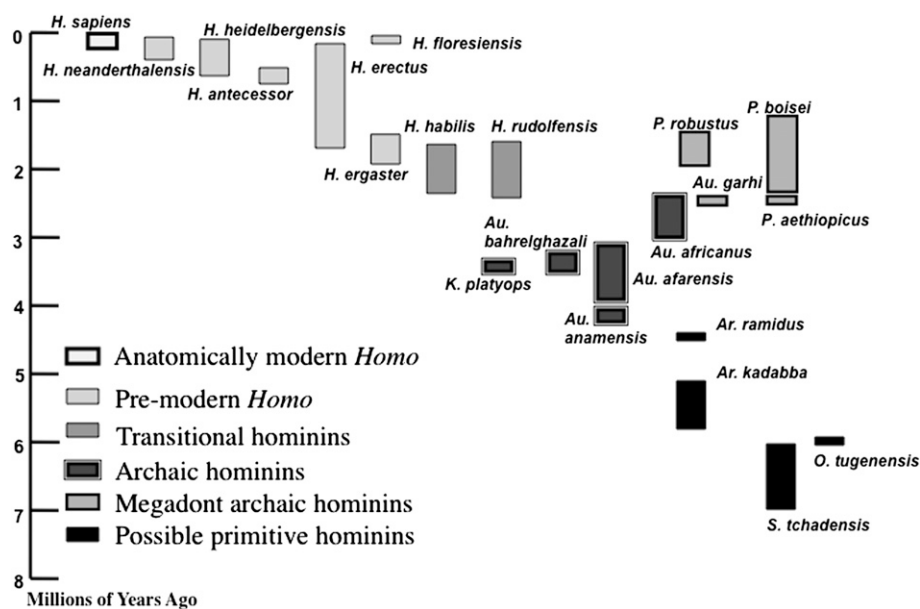 H. sapiens
H. heidelbergensis
0
H. floresiensis
H. neanderthalensis
H. erectus
H. antecessor
1
P. boisei
H. habilis
H. rudolfensis
P. robustus
2
H. ergaster
Au. garhi
Au.
bahrelghazali
P. aethiopicus
3
Au. africanus
K. platyops
Au. afarensis
4
Au.
anamensis
Ar. ramidus
Anatomically modern Homo
5
Ar. kadabba
Pre-modern Homo
Transitional hominins
6
O. tugenensis
Archaic hominins
Megadont archaic hominins
7
S. tchadensis
Possible primitive hominins
8
Millions of Years Ago